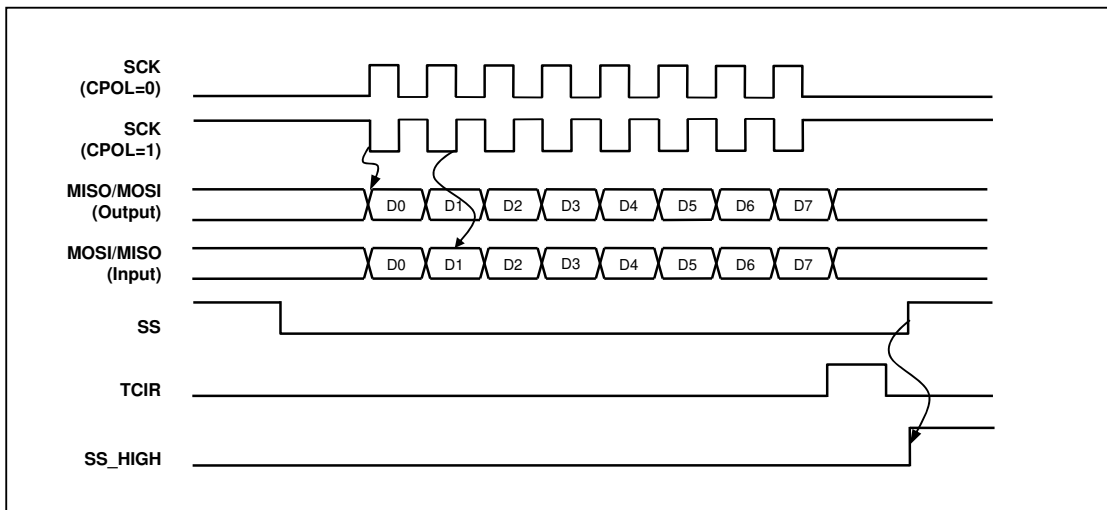 SCK
(CPOL=0)
SCK
(CPOL=1)
MISO/MOSI
(Output)
D0 D1 D2 D3 D4 D5 D6 D7
MOSI/MISO
(Input)
D0 D1 D2 D3 D4 D5 D6 D7
SS
TCIR
SS_HIGH